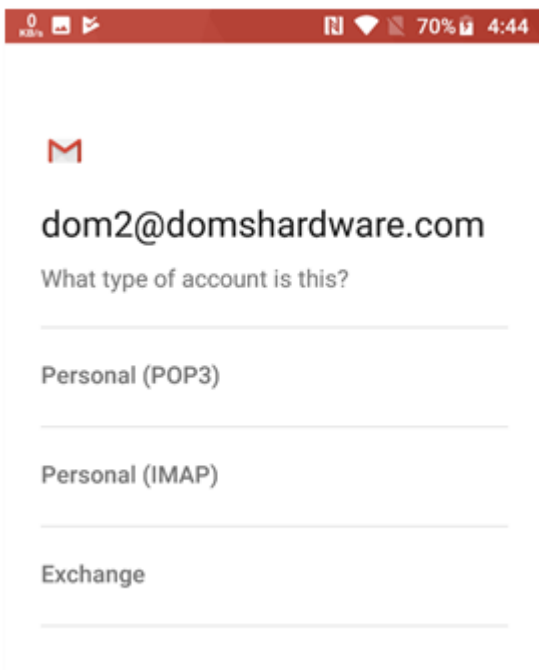 0
KB/s
70% 4:44
dom2@domshardware.com
What type of account is this?
Personal (POP3)
Personal (IMAP)
Exchange